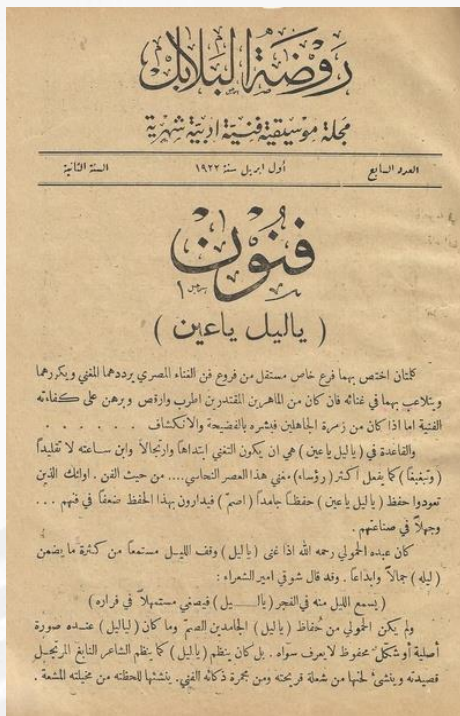 روضة البلابل
مجلة موسيقية فنية ادبية شهرية
العدد السابع أول ابريل سنة ١٩٢٢ السنة الثانية
فنون
( ياليل ياعين )
كلمتان اختص بهما فرع خاص مستقل من فروع فن الغناء المصري يرددهما المغني ويكررهما
ويتلاعب بهما في غنائه فان كان من الماهرين المقتدرين اطرب وارقص وبرهن على كفاءته
الفنية اما اذا كان من زمرة الجاهلين فبشره بالفضيحة والانكشاف . . . . . .
والقاعدة في ( ياليل ياعين ) هي ان يكون التغني ابتداهاً وارتجالاً وابن ساعته لا تقليداً
( وتبغبغاً ) كما يفعل اكثر ( رؤساء ) مغني هذا العصر النحاسي .... من حيث الفن . اولئك الذين
تعودوا حفظ ( ياليل ياعين ) حفظاً جامداً ( اصمّ ) فيدارون بهذا الحفظ ضعفاً في فنهم . . .
وجهلاً في صناعتهم .
كان عبده الحمولي رحمه الله اذا غنى ( ياليل ) وقف الليل مستمعاً من كثرة ما يضمن
( ليله ) جمالاً وابداعاً . وقد قال شوقي امير الشعراء :
( يسمع الليل منه في الفجر ( ياللـــيل ) فيصغي مستمهلاً في فراره )
ولم يكن الحمولي من حفاظ ( ياليل ) الجامدين الصمّ وما كان ( لياليل ) عنده صورة
أصلية أو شكل محفوظ لا يعرف سواه . بل كان ينظم ( ياليل ) كما ينظم الشاعر النابغ المرتجل
قصيدته وينشئ لحنها من شعلة قريحته ومن جمرة ذكائه الفني . ينشئها للحظته من مخيلته المشعة .